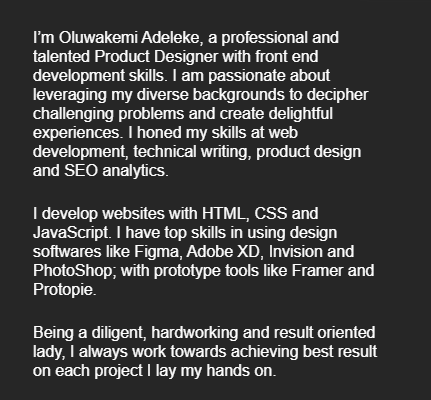 I'm Oluwakemi Adeleke, a professional and
talented Product Designer with front end
development skills. I am passionate about
leveraging my diverse backgrounds to decipher
challenging problems and create delightful
experiences. I honed my skills at web
development, technical writing, product design
and SEO analytics.
I develop websites with HTML, CSS and
JavaScript. I have top skills in using design
softwares like Figma, Adobe XD, Invision and
PhotoShop; with prototype tools like Framer and
Protopie.
Being a diligent, hardworking and result oriented
lady, I always work towards achieving best result
on each project I lay my hands on.